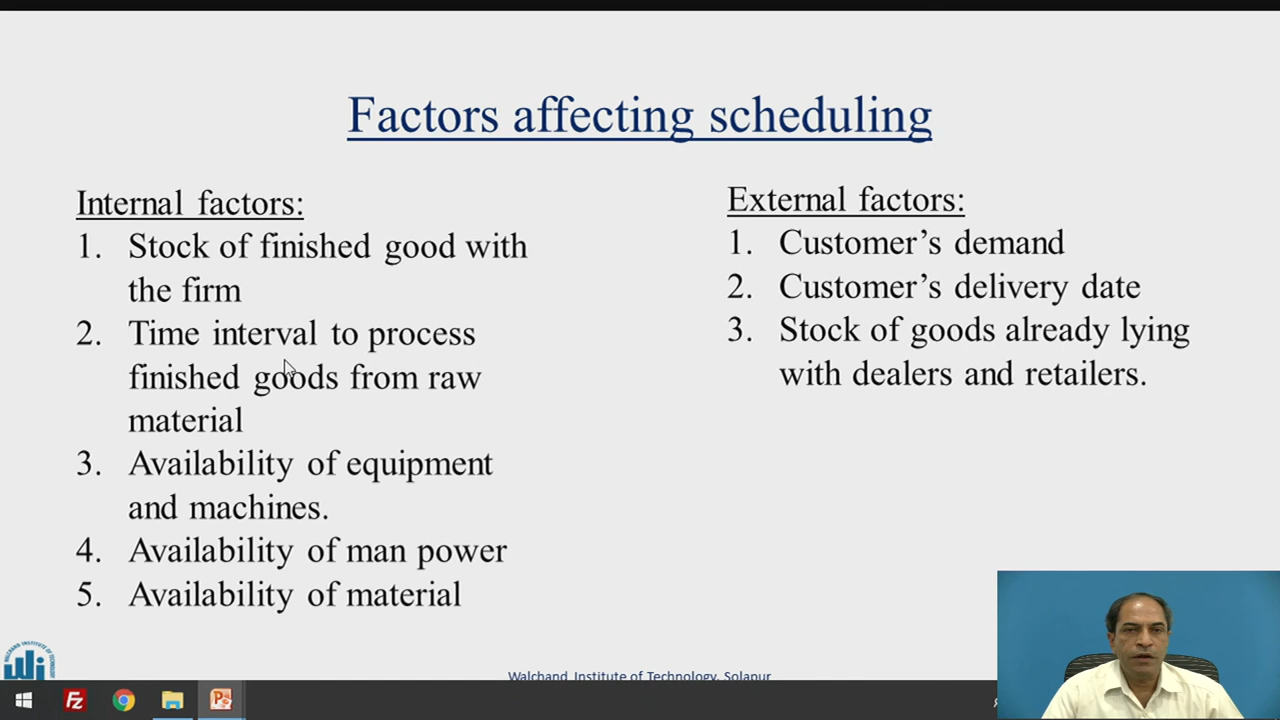 Factors affecting scheduling
Internal factors:
1. Stock of finished good with
the firm
2. Time interval to process
finished goods from raw
material
3. Availability of equipment
and machines.
4. Availability of man power
5. Availability of material
External factors:
1. Customer's demand
2. Customer's delivery date
3. Stock of goods already lying
with dealers and retailers.
Walchand Institute of Technology, Solapur